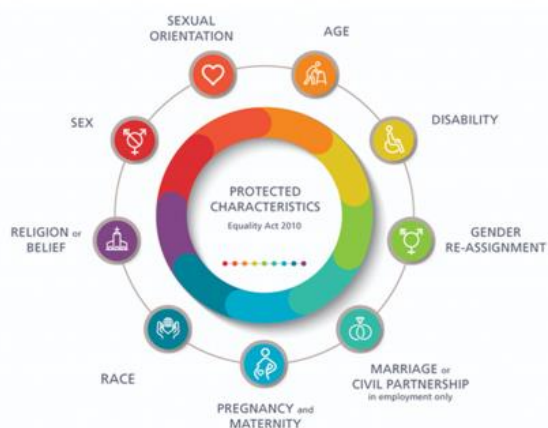 SEXUAL
ORIENTATION
AGE
DISABILITY
GENDER
RE-ASSIGNMENT
MARRIAGE or
CIVIL PARTNERSHIP
in employment only
PREGNANCY and
MATERNITY
RACE
RELIGION or
BELIEF
SEX
PROTECTED
CHARACTERISTICS
Equality Act 2010